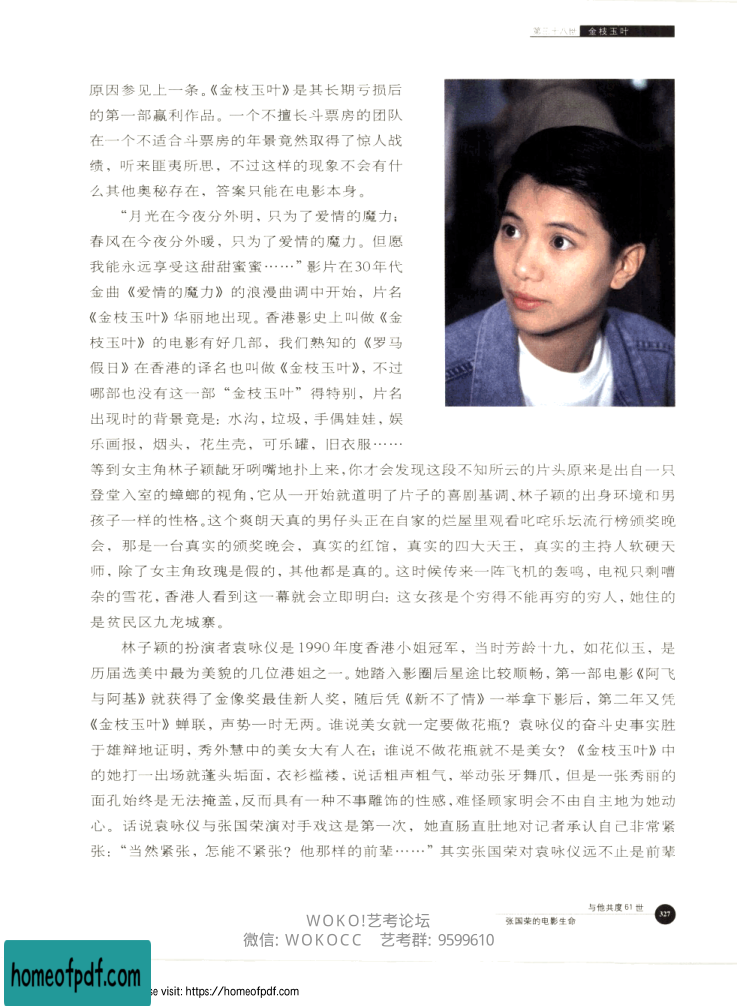 第三十八世 金枝玉叶
原因参见上一条。《金枝玉叶》是其长期亏损后
的第一部赢利作品。一个不擅长斗票房的团队
在一个不适合斗票房的年景竟然取得了惊人战
绩，听来匪夷所思，不过这样的现象不会有什
么其他奥秘存在，答案只能在电影本身。
“月光在今夜分外明，只为了爱情的魔力；
春风在今夜分外暖，只为了爱情的魔力。但愿
我能永远享受这甜甜蜜蜜……”影片在30年代
金曲《爱情的魔力》的浪漫曲调中开始，片名
《金枝玉叶》华丽地出现。香港影史上叫做《金
枝玉叶》的电影有好几部，我们熟知的《罗马
假日》在香港的译名也叫做《金枝玉叶》，不过
哪部也没有这一部“金枝玉叶”得特别，片名
出现时的背景竟是：水沟，垃圾，手偶娃娃，娱
乐画报，烟头，花生壳，可乐罐，旧衣服……
等到女主角林子颖龇牙咧嘴地扑上来，你才会发现这段不知所云的片头原来是出自一只
登堂入室的蟑螂的视角，它从一开始就道明了片子的喜剧基调、林子颖的出身环境和男
孩子一样的性格。这个爽朗天真的男仔头正在自家的烂屋里观看叱咤乐坛流行榜颁奖晚
会，那是一台真实的颁奖晚会，真实的红馆，真实的四大天王，真实的主持人软硬天
师，除了女主角玫瑰是假的，其他都是真的。这时候传来一阵飞机的轰鸣，电视只剩嘈
杂的雪花，香港人看到这一幕就会立即明白：这女孩是个穷得不能再穷的穷人，她住的
是贫民区九龙城寨。
林子颖的扮演者袁咏仪是1990年度香港小姐冠军，当时芳龄十九，如花似玉，是
历届选美中最为美貌的几位港姐之一。她踏入影圈后星途比较顺畅，第一部电影《阿飞
与阿基》就获得了金像奖最佳新人奖，随后凭《新不了情》一举拿下影后，第二年又凭
《金枝玉叶》蝉联，声势一时无两。谁说美女就一定要做花瓶？袁咏仪的奋斗史事实胜
于雄辩地证明，秀外慧中的美女大有人在；谁说不做花瓶就不是美女？《金枝玉叶》中
的她打一出场就蓬头垢面，衣衫褴褛，说话粗声粗气，举动张牙舞爪，但是一张秀丽的
面孔始终是无法掩盖，反而具有一种不事雕饰的性感，难怪顾家明会不由自主地为她动
心。话说袁咏仪与张国荣演对手戏这是第一次，她直肠直肚地对记者承认自己非常紧
张：“当然紧张，怎能不紧张？他那样的前辈……”其实张国荣对袁咏仪远不止是前辈
与他共度61世
张国荣的电影生命
327
WOKO!艺考论坛
微信: WOKOCC 艺考群: 9599610
homeofpdf.com
se visit: https://homeofpdf.com